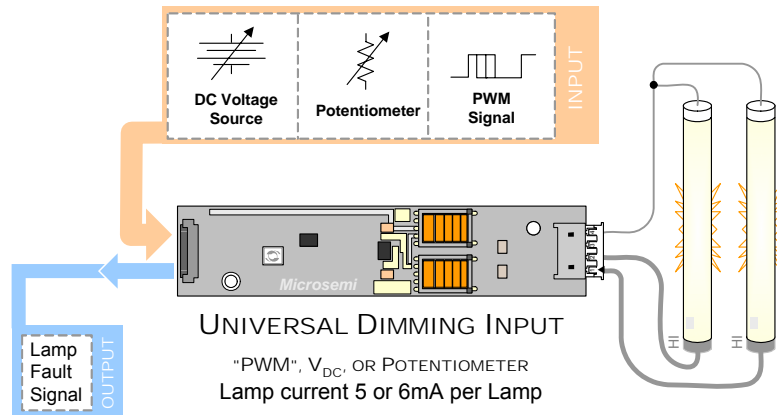 DC Voltage
Source
Potentiometer
PWM
Signal
INPUT
Microsemi
HI
HI
Lamp
Fault
Signal
OUTPUT
UNIVERSAL DIMMING INPUT
"PWM", VDC, OR POTENTIOMETER
Lamp current 5 or 6mA per Lamp